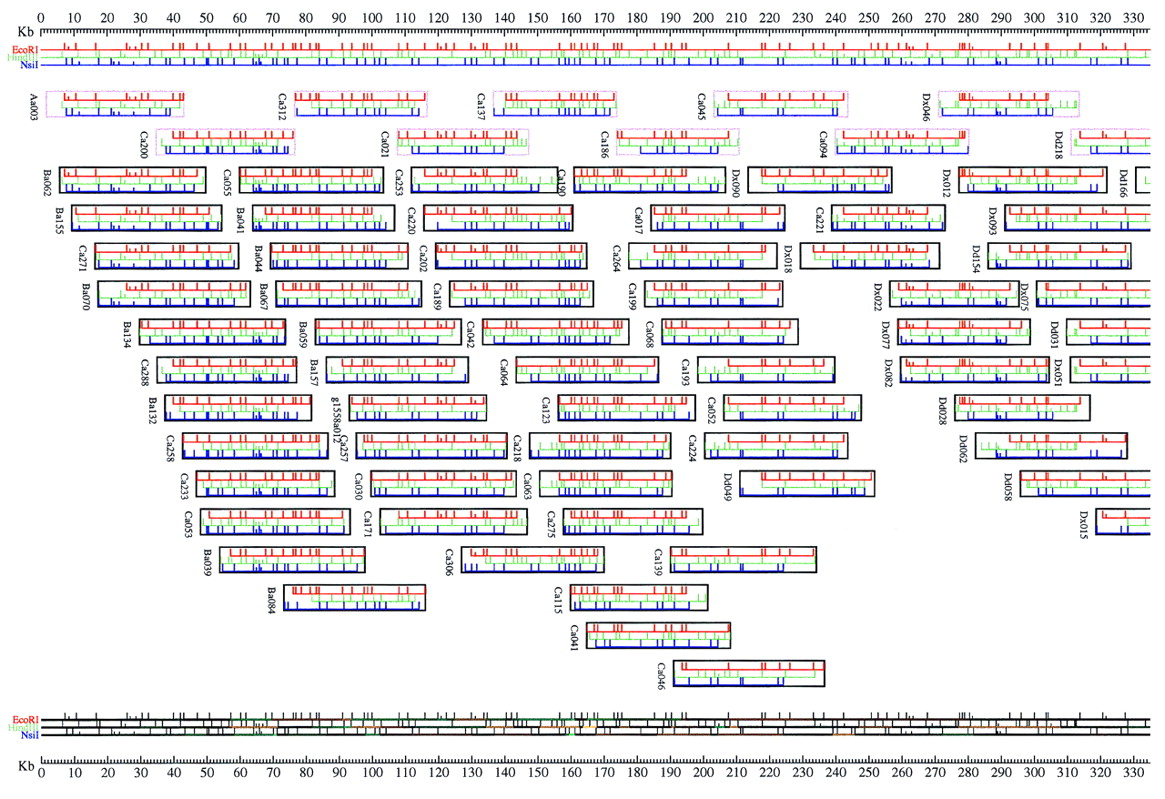 0 10 20 30 40 50 60 70 80 90 100 110 120 130 140 150 160 170 180 190 200 210 220 230 240 250 260 270 280 290 300 310 320 330
Kb
EcoRI
HindIII
NsiI
Aa003 Ca312 Ca137 Ca045 Dx046
Ca200 Ca021 Ca186 Ca094 Dd218
Ba062 Ca055 Ca253 Ca190 Dx090 Dx012 Dd166
Ba155 Ba041 Ca220 Ca017 Ca221 Dx093
Ca271 Ba044 Ca202 Ca264 Dx018 Dd154
Ba070 Ba067 Ca189 Ca199 Dx022 Dx075
Ba134 Ba059 Ca042 Ca068 Dx077 Dd031
Ca288 Ba157 Ca064 Ca193 Dx082 Dx051
Ba132 g1558a012 Ca123 Ca052 Dd028
Ca258 Ca257 Ca218 Ca224 Dd062
Ca233 Ca030 Ca063 Dd049 Dd058
Ca053 Ca171 Ca275 Dx015
Ba039 Ca306 Ca139
Ba084 Ca115
Ca041
Ca046
EcoRI
HindIII
NsiI
Kb
0 10 20 30 40 50 60 70 80 90 100 110 120 130 140 150 160 170 180 190 200 210 220 230 240 250 260 270 280 290 300 310 320 330